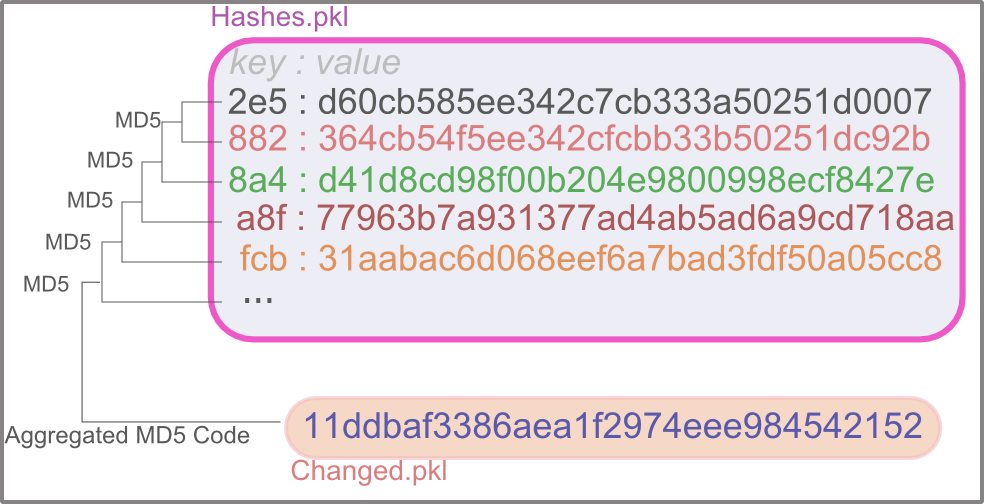 Hashes.pkl
key : value
2e5 : d60cb585ee342c7cb333a50251d0007
MD5
882 : 364cb54f5ee342cfcbb33b50251dc92b
MD5
8a4 : d41d8cd98f00b204e9800998ecf8427e
MD5
a8f : 77963b7a931377ad4ab5ad6a9cd718aa
MD5
fcb : 31aabac6d068eef6a7bad3fdf50a05cc8
MD5
...
Aggregated MD5 Code
11ddbaf3386aea1f2974eee984542152
Changed.pkl